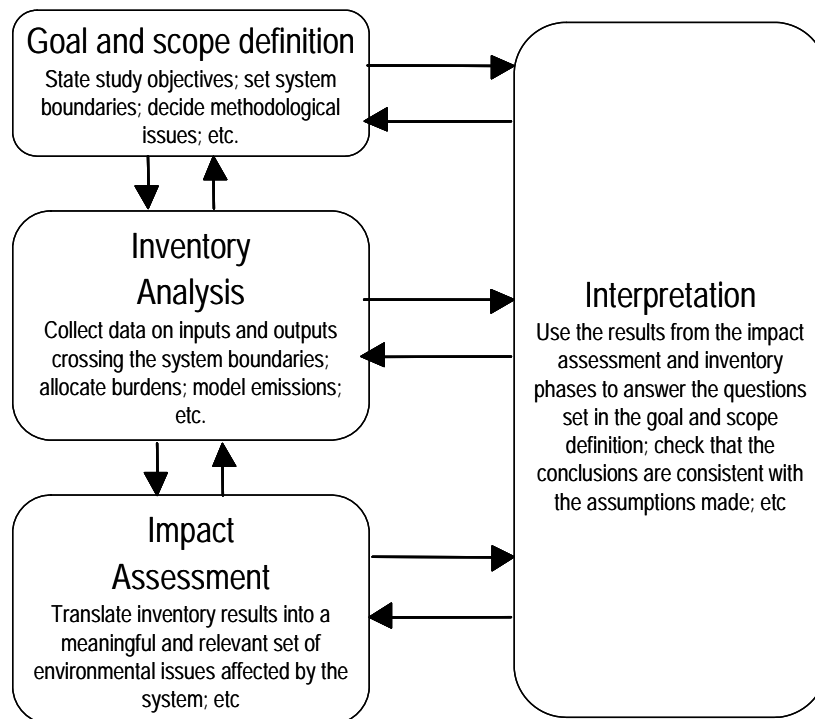 Goal and scope definition
State study objectives; set system
boundaries; decide methodological
issues; etc.
Inventory
Analysis
Collect data on inputs and outputs
crossing the system boundaries;
allocate burdens; model emissions;
etc.
Impact
Assessment
Translate inventory results into a
meaningful and relevant set of
environmental issues affected by the
system; etc
Interpretation
Use the results from the impact
assessment and inventory
phases to answer the questions
set in the goal and scope
definition; check that the
conclusions are consistent with
the assumptions made; etc